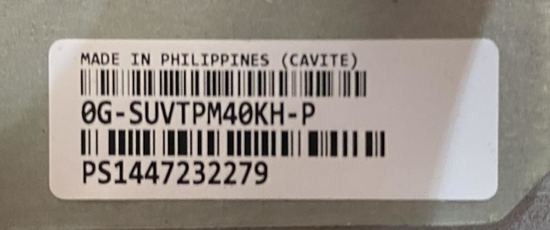 MADE IN PHILIPPINES (CAVITE)
0G-SUVTPM40KH-P
PS1447232279